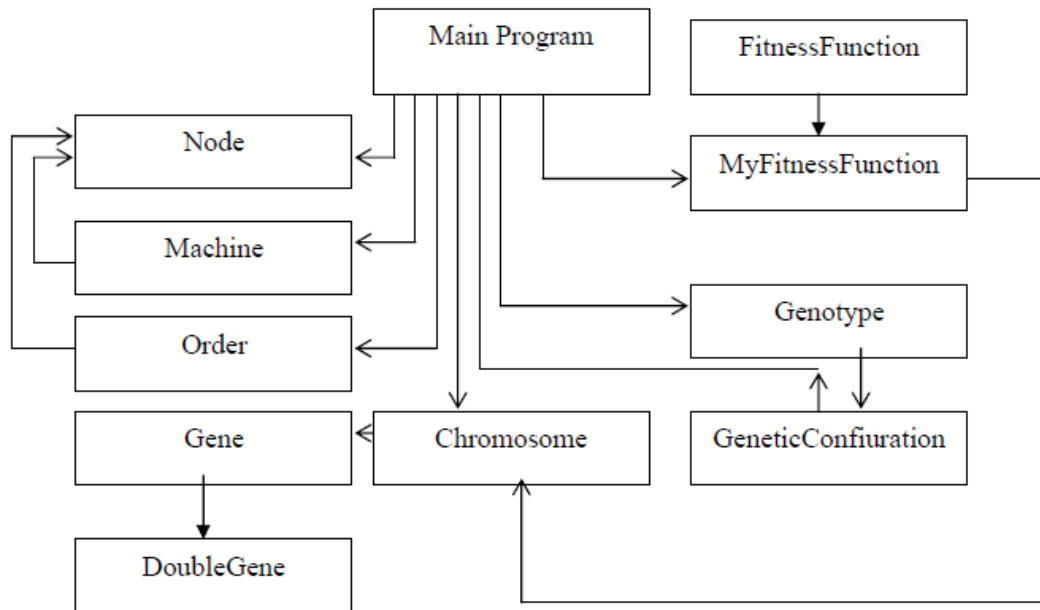 Main Program
FitnessFunction
Node
MyFitnessFunction
Machine
Genotype
Order
Gene
Chromosome
GeneticConfiuration
DoubleGene